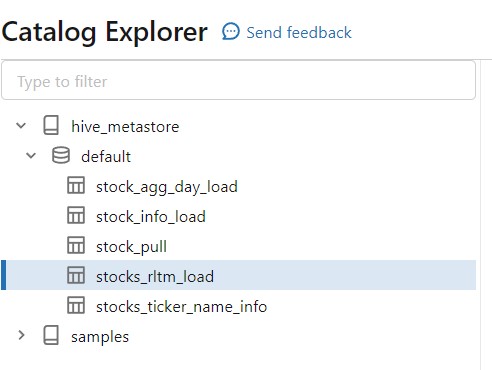 Catalog Explorer Send feedback
Type to filter
hive_metastore
default
stock_agg_day_load
stock_info_load
stock_pull
stocks_rltm_load
stocks_ticker_name_info
samples